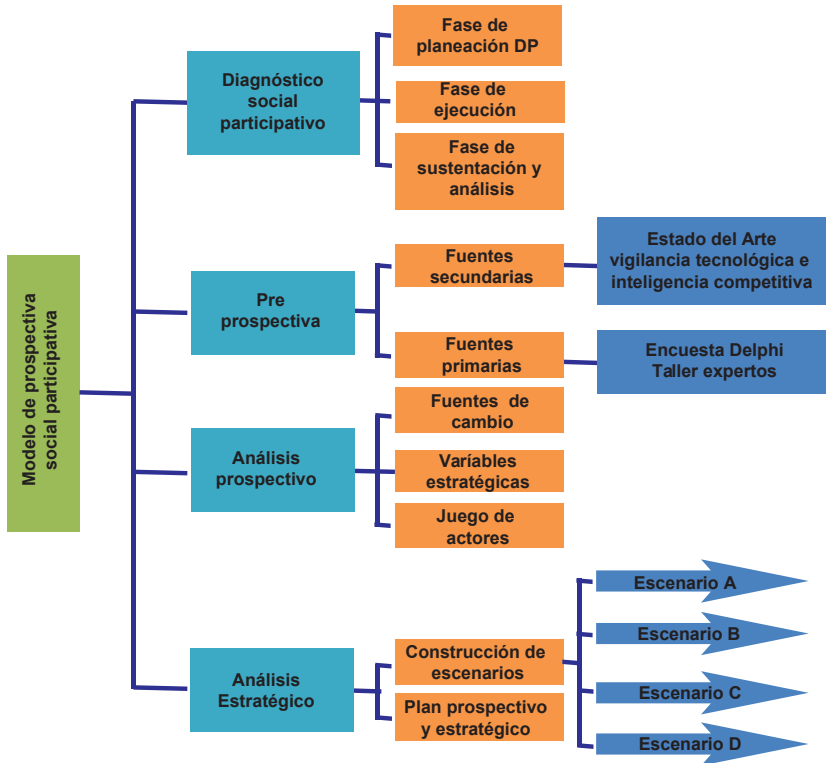 Modelo de prospectiva
social participativa
Diagnóstico
social
participativo
Fase de
planeación DP
Fase de
ejecución
Fase de
sustentación y
análisis
Pre
prospectiva
Fuentes
secundarias
Estado del Arte
vigilancia tecnológica e
inteligencia competitiva
Fuentes
primarias
Encuesta Delphi
Taller expertos
Análisis
prospectivo
Fuentes de
cambio
Variables
estratégicas
Juego de
actores
Análisis
Estratégico
Construcción de
escenarios
Escenario A
Escenario B
Escenario C
Escenario D
Plan prospectivo
y estratégico